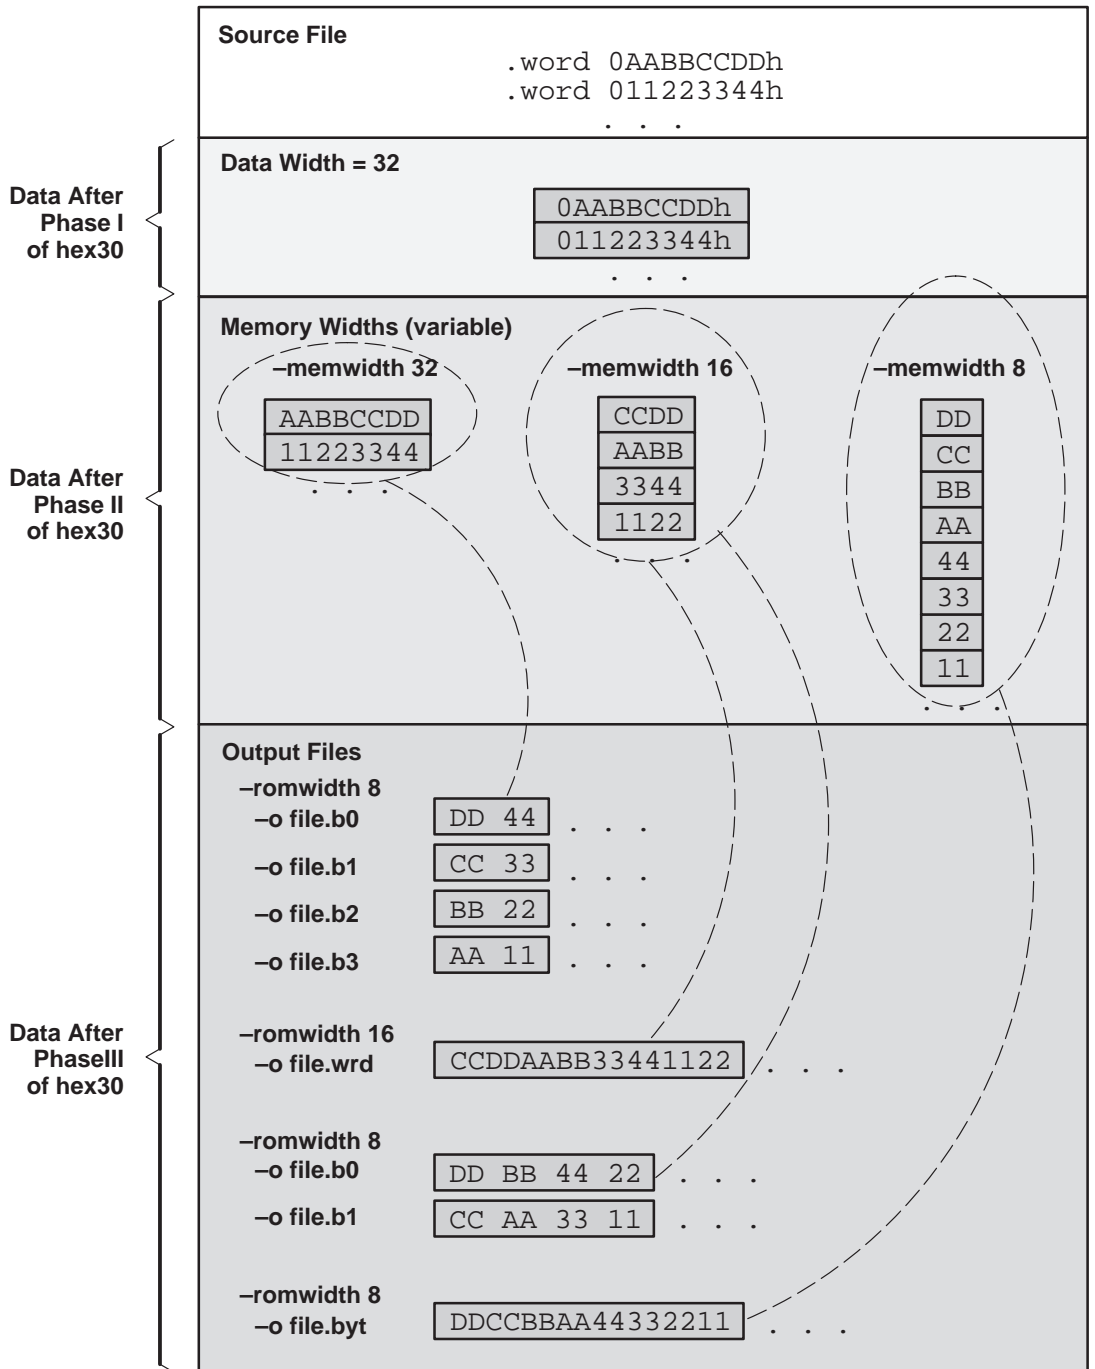 Source File
.word 0AABBCCDDh
.word 011223344h
. . .
Data After
Phase I
of hex30
Data Width = 32
0AABBCCDDh
011223344h
. . .
Data After
Phase II
of hex30
Memory Widths (variable)
–memwidth 32
AABBCCDD
11223344
. . .
–memwidth 16
CCDD
AABB
3344
1122
. . .
–memwidth 8
DD
CC
BB
AA
44
33
22
11
. . .
Data After
PhaseIII
of hex30
Output Files
–romwidth 8
–o file.b0 DD 44 . . .
–o file.b1 CC 33 . . .
–o file.b2 BB 22 . . .
–o file.b3 AA 11 . . .
–romwidth 16
–o file.wrd CCDDAABB33441122 . . .
–romwidth 8
–o file.b0 DD BB 44 22 . . .
–o file.b1 CC AA 33 11 . . .
–romwidth 8
–o file.byt DDCCBBAA44332211 . . .